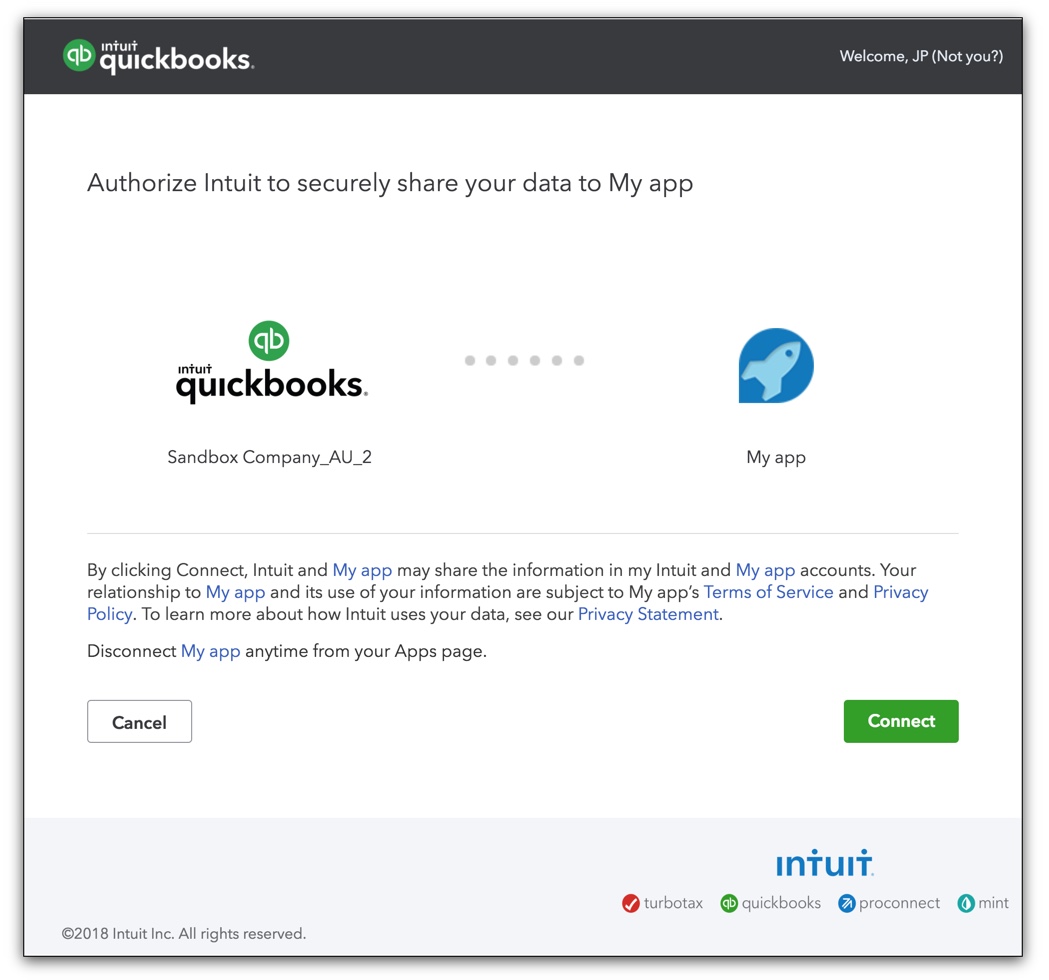 qb intuit quickbooks.
Welcome, JP (Not you?)
Authorize Intuit to securely share your data to My app
qb
intuit
quickbooks.
Sandbox Company_AU_2
My app
By clicking Connect, Intuit and My app may share the information in my Intuit and My app accounts. Your
relationship to My app and its use of your information are subject to My app’s Terms of Service and Privacy
Policy. To learn more about how Intuit uses your data, see our Privacy Statement.
Disconnect My app anytime from your Apps page.
Cancel
Connect
intuit.
turbotax qb quickbooks proconnect mint
©2018 Intuit Inc. All rights reserved.